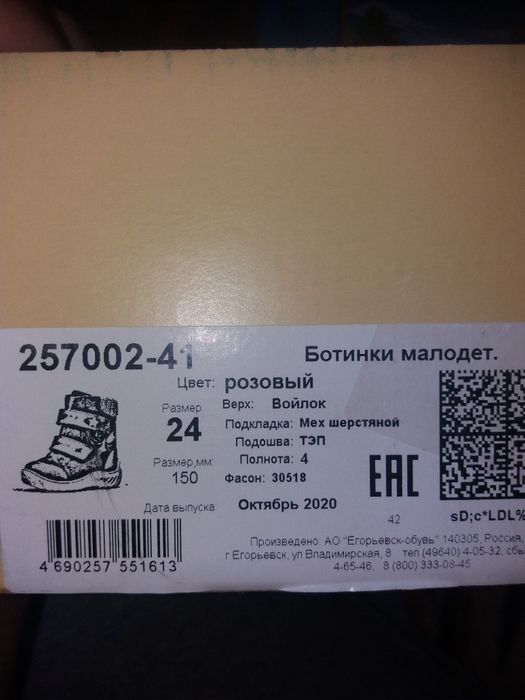 257002-41 Ботинки малодет.
Цвет: розовый
Размер Верх: Войлок
24 Подкладка: Мех шерстяной
Подошва: ТЭП
Размер,мм: Полнота: 4
150 Фасон: 30518
EAC
Дата выпуска Октябрь 2020
42 sD;c*LDL%
Произведено: АО "Егорьевск-обувь" 140305, Россия,
г.Егорьевск, ул.Владимирская, 8 тел (49640) 4-05-32,
4-65-46, 8 (800) 333-08-45
4 690257 551613